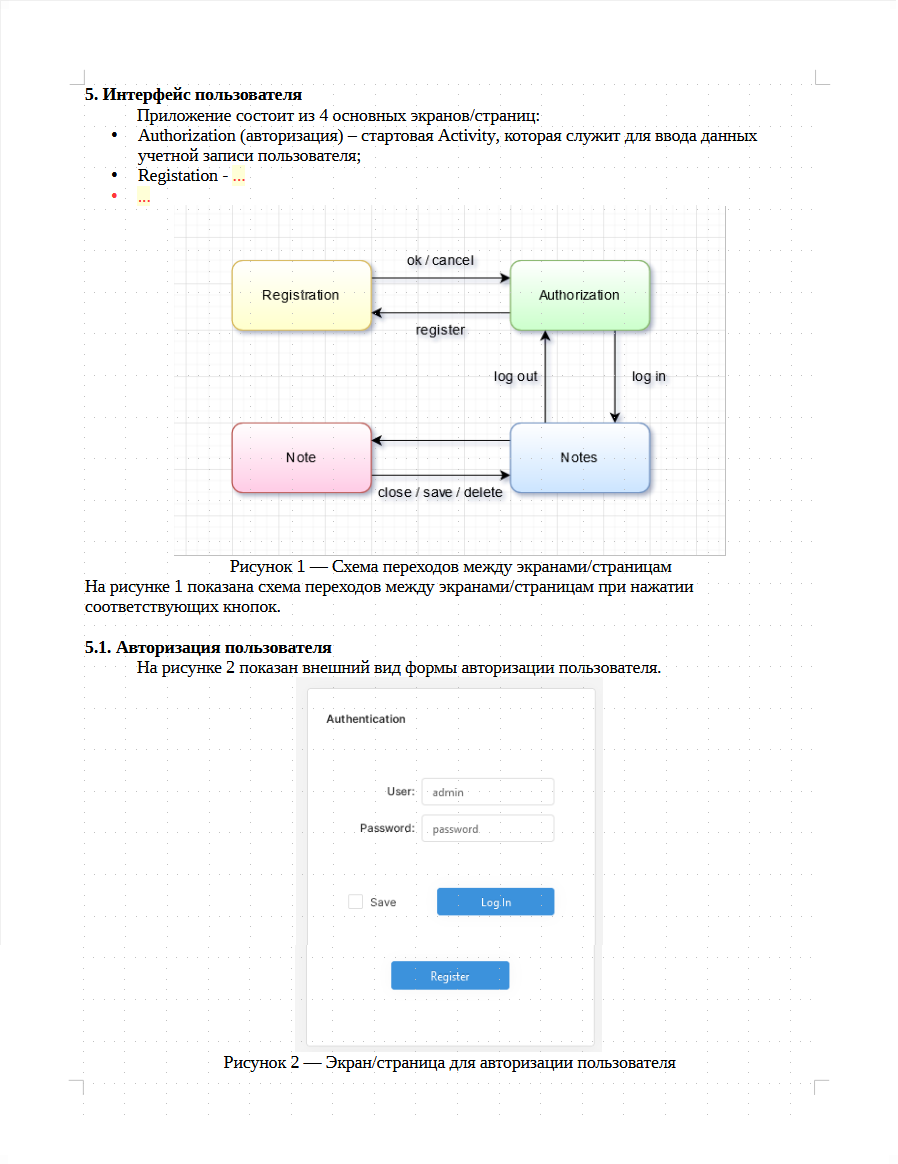 5. Интерфейс пользователя
Приложение состоит из 4 основных экранов/страниц:
• Authorization (авторизация) – стартовая Activity, которая служит для ввода данных
учетной записи пользователя;
• Registation - ...
• ...
ok / cancel
Registration
Authorization
register
log out
log in
Note
Notes
close / save / delete
Рисунок 1 — Схема переходов между экранами/страницам
На рисунке 1 показана схема переходов между экранами/страницам при нажатии
соответствующих кнопок.
5.1. Авторизация пользователя
На рисунке 2 показан внешний вид формы авторизации пользователя.
Authentication
User: admin
Password: password
Save
Log In
Register
Рисунок 2 — Экран/страница для авторизации пользователя